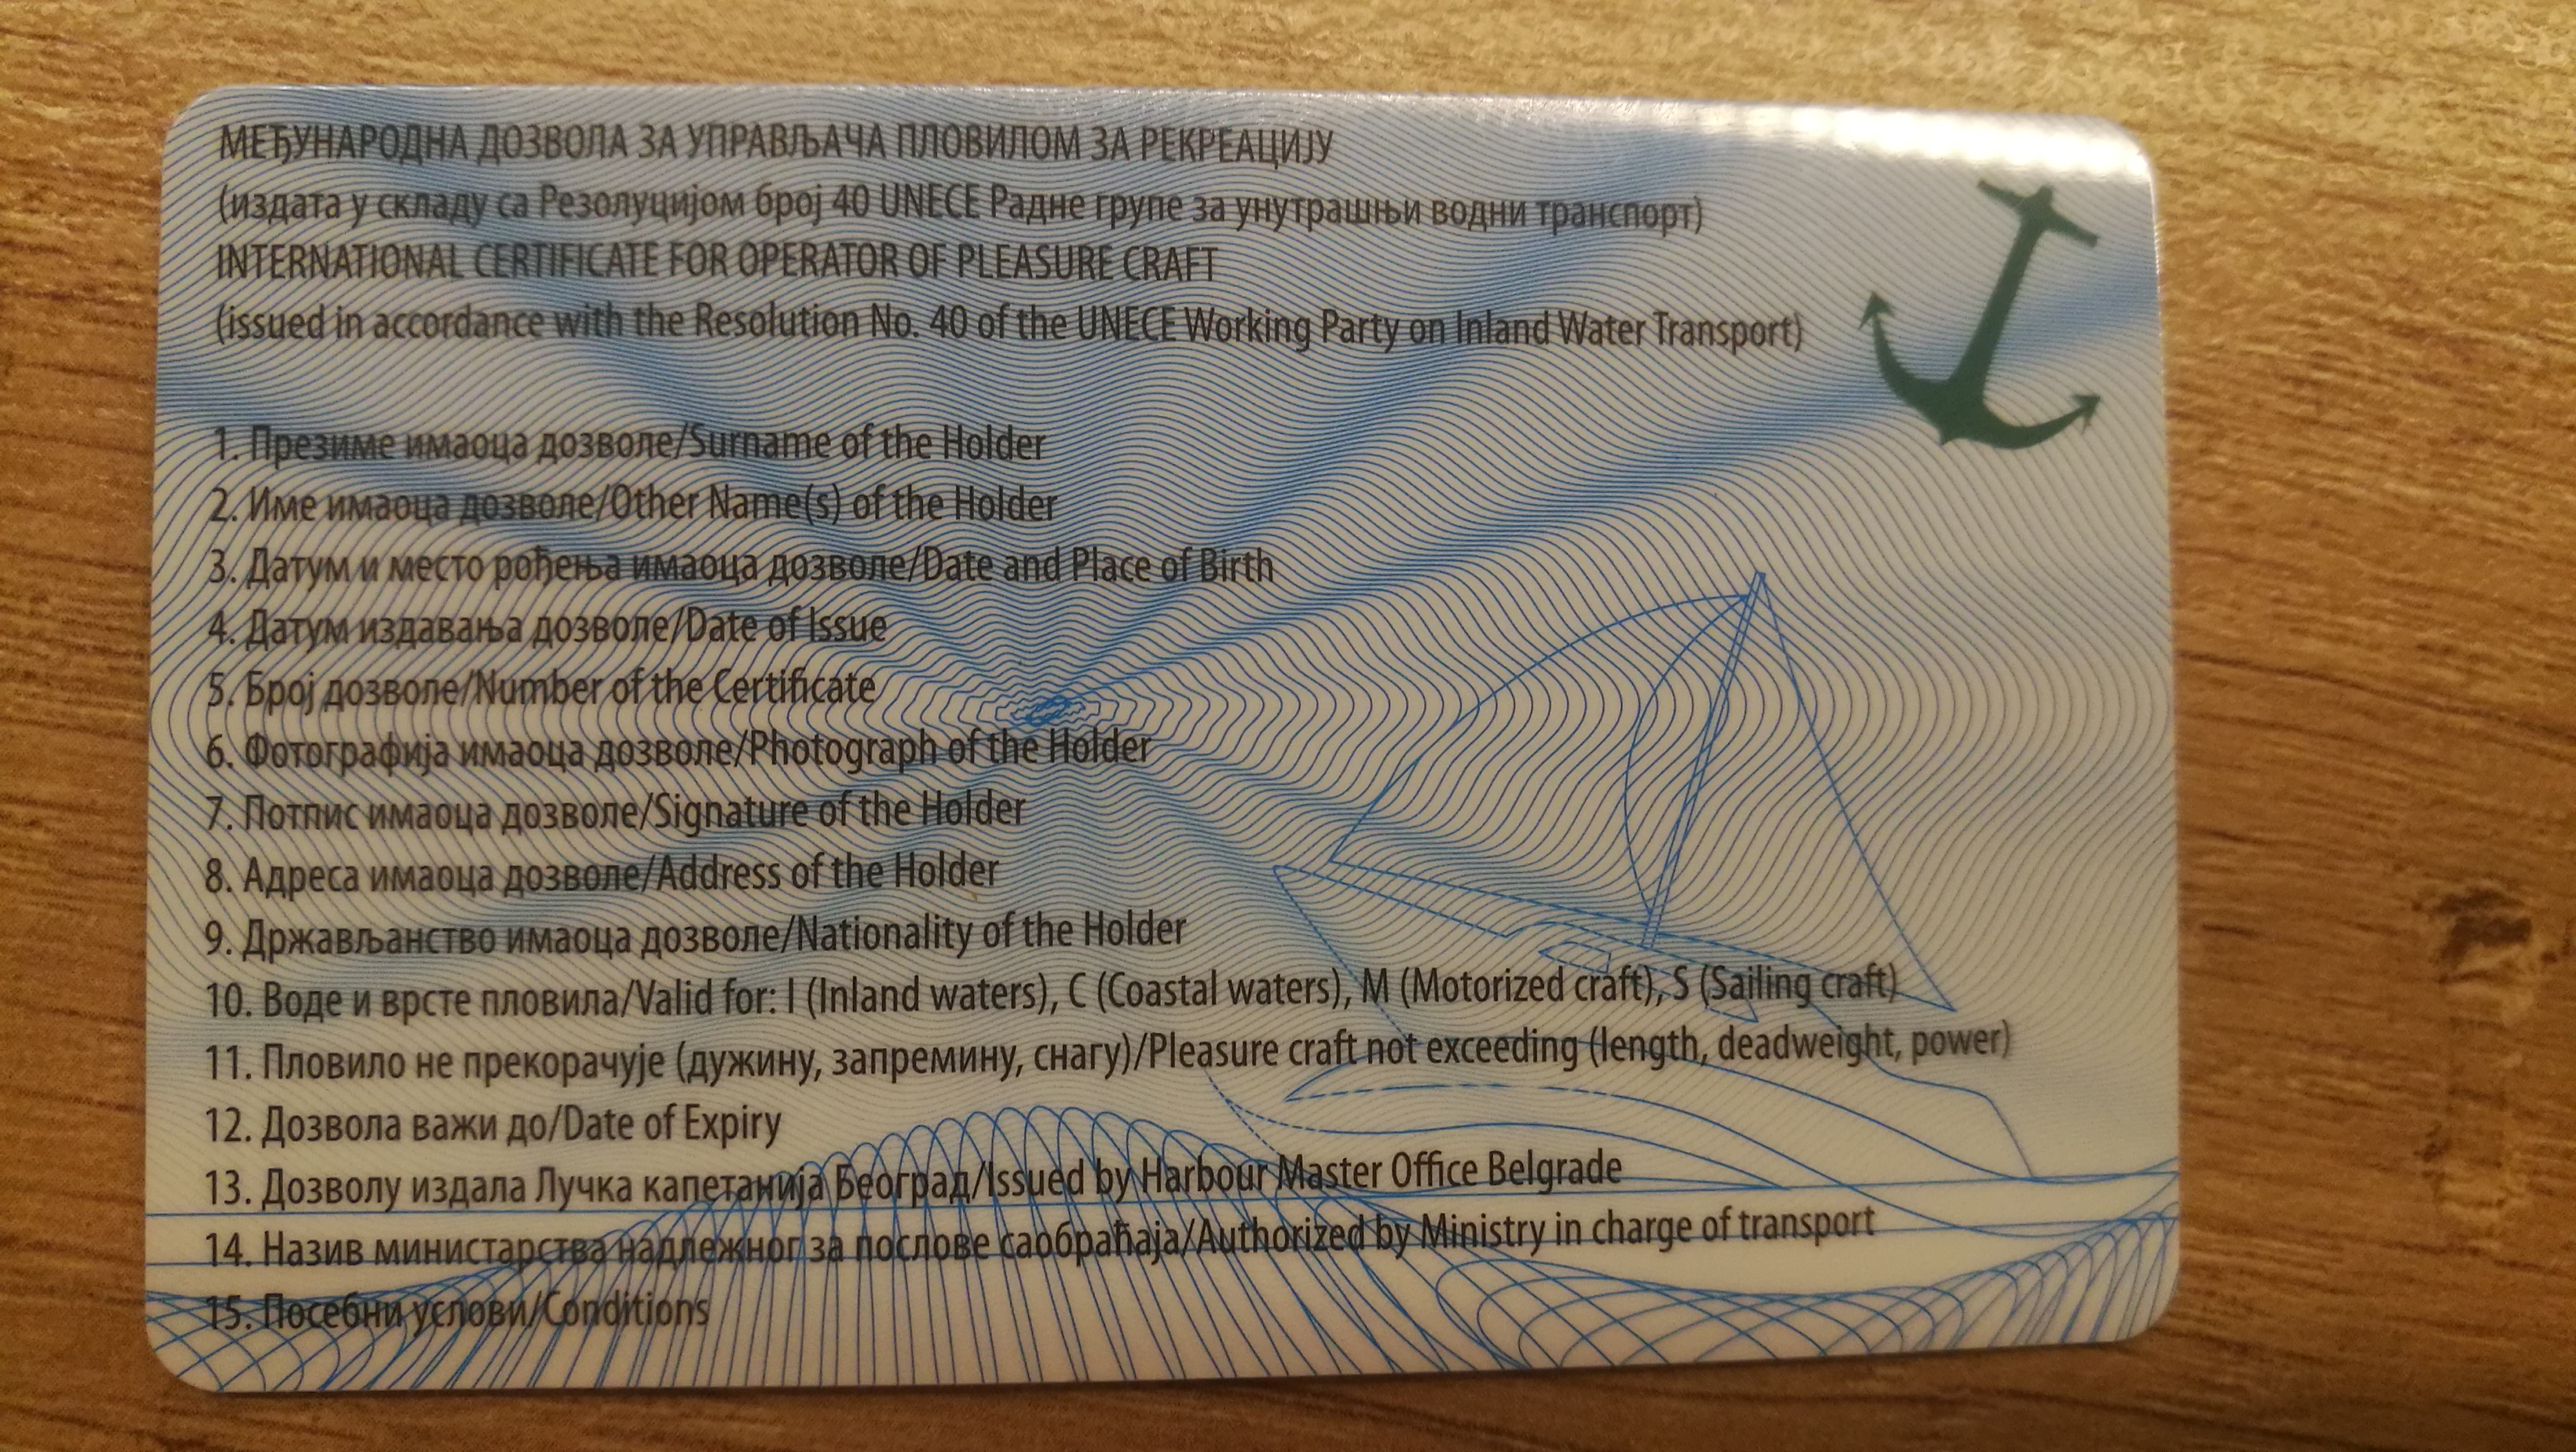 МЕЂУНАРОДНА ДОЗВОЛА ЗА УПРАВЉАЧА ПЛОВИЛОМ ЗА РЕКРЕАЦИЈУ
(издата у складу са Резолуцијом број 40 UNECE Радне групе за унутрашњи водни транспорт)
INTERNATIONAL CERTIFICATE FOR OPERATOR OF PLEASURE CRAFT
(issued in accordance with the Resolution No. 40 of the UNECE Working Party on Inland Water Transport)
1. Презиме имаоца дозволе/Surname of the Holder
2. Име имаоца дозволе/Other Name(s) of the Holder
3. Датум и место рођења имаоца дозволе/Date and Place of Birth
4. Датум издавања дозволе/Date of Issue
5. Број дозволе/Number of the Certificate
6. Фотографија имаоца дозволе/Photograph of the Holder
7. Потпис имаоца дозволе/Signature of the Holder
8. Адреса имаоца дозволе/Address of the Holder
9. Држављанство имаоца дозволе/Nationality of the Holder
10. Воде и врсте пловила/Valid for: I (Inland waters), C (Coastal waters), M (Motorized craft), S (Sailing craft)
11. Пловило не прекорачује (дужину, запремину, снагу)/Pleasure craft not exceeding (length, deadweight, power)
12. Дозвола важи до/Date of Expiry
13. Дозволу издала Лучка капетанија Београд/Issued by Harbour Master Office Belgrade
14. Назив министарства надлежног за послове саобраћаја/Authorized by Ministry in charge of transport
15. Посебни услови/Conditions